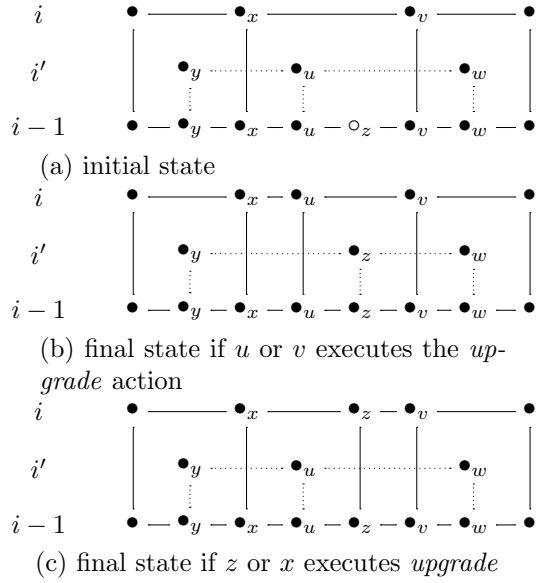 i x v
i′ y u w
i − 1 y x u z v w
(a) initial state
i x u v
i′ y z w
i − 1 y x u z v w
(b) final state if u or v executes the up-
grade action
i x z v
i′ y u w
i − 1 y x u z v w
(c) final state if z or x executes upgrade